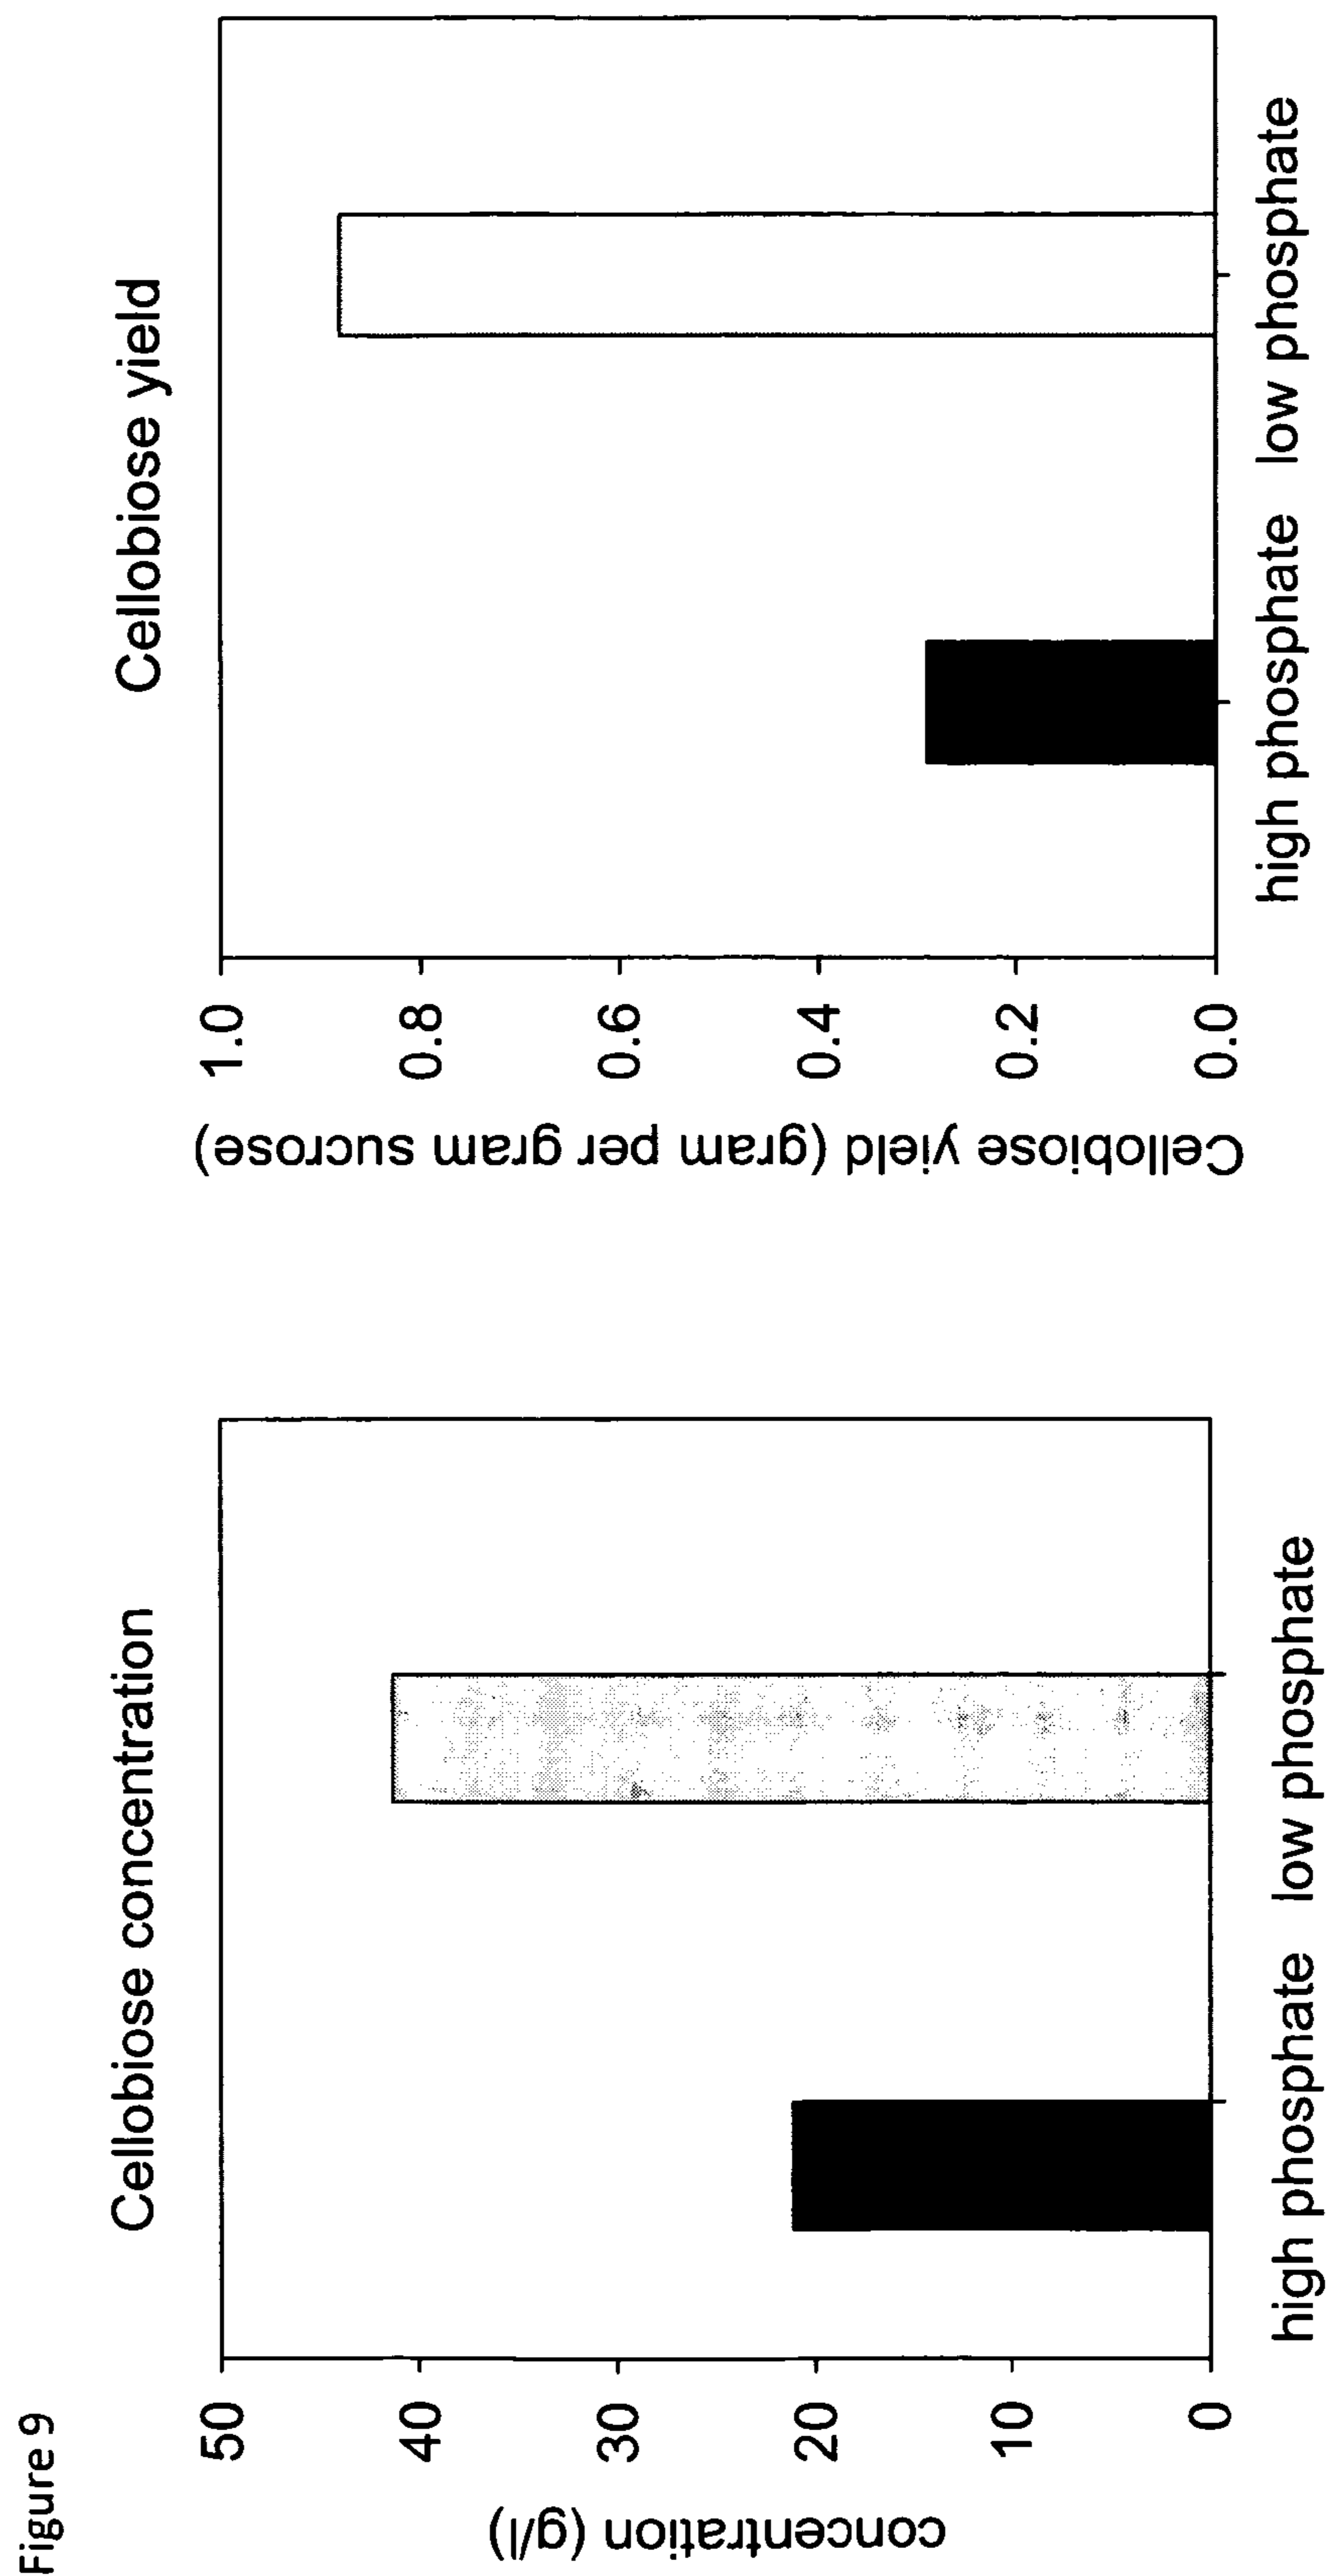 Figure 9
Cellobiose concentration
concentration (g/l)
50
40
30
20
10
0
high phosphate low phosphate
Cellobiose yield
Cellobiose yield (gram per gram sucrose)
1.0
0.8
0.6
0.4
0.2
0.0
high phosphate low phosphate